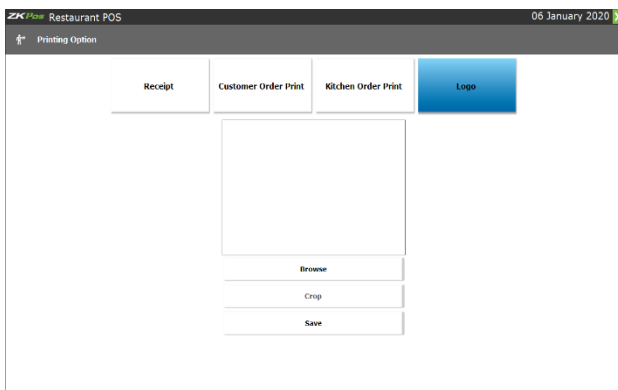 ZKPos Restaurant POS 06 January 2020
Printing Option
Receipt Customer Order Print Kitchen Order Print Logo
Browse
Crop
Save